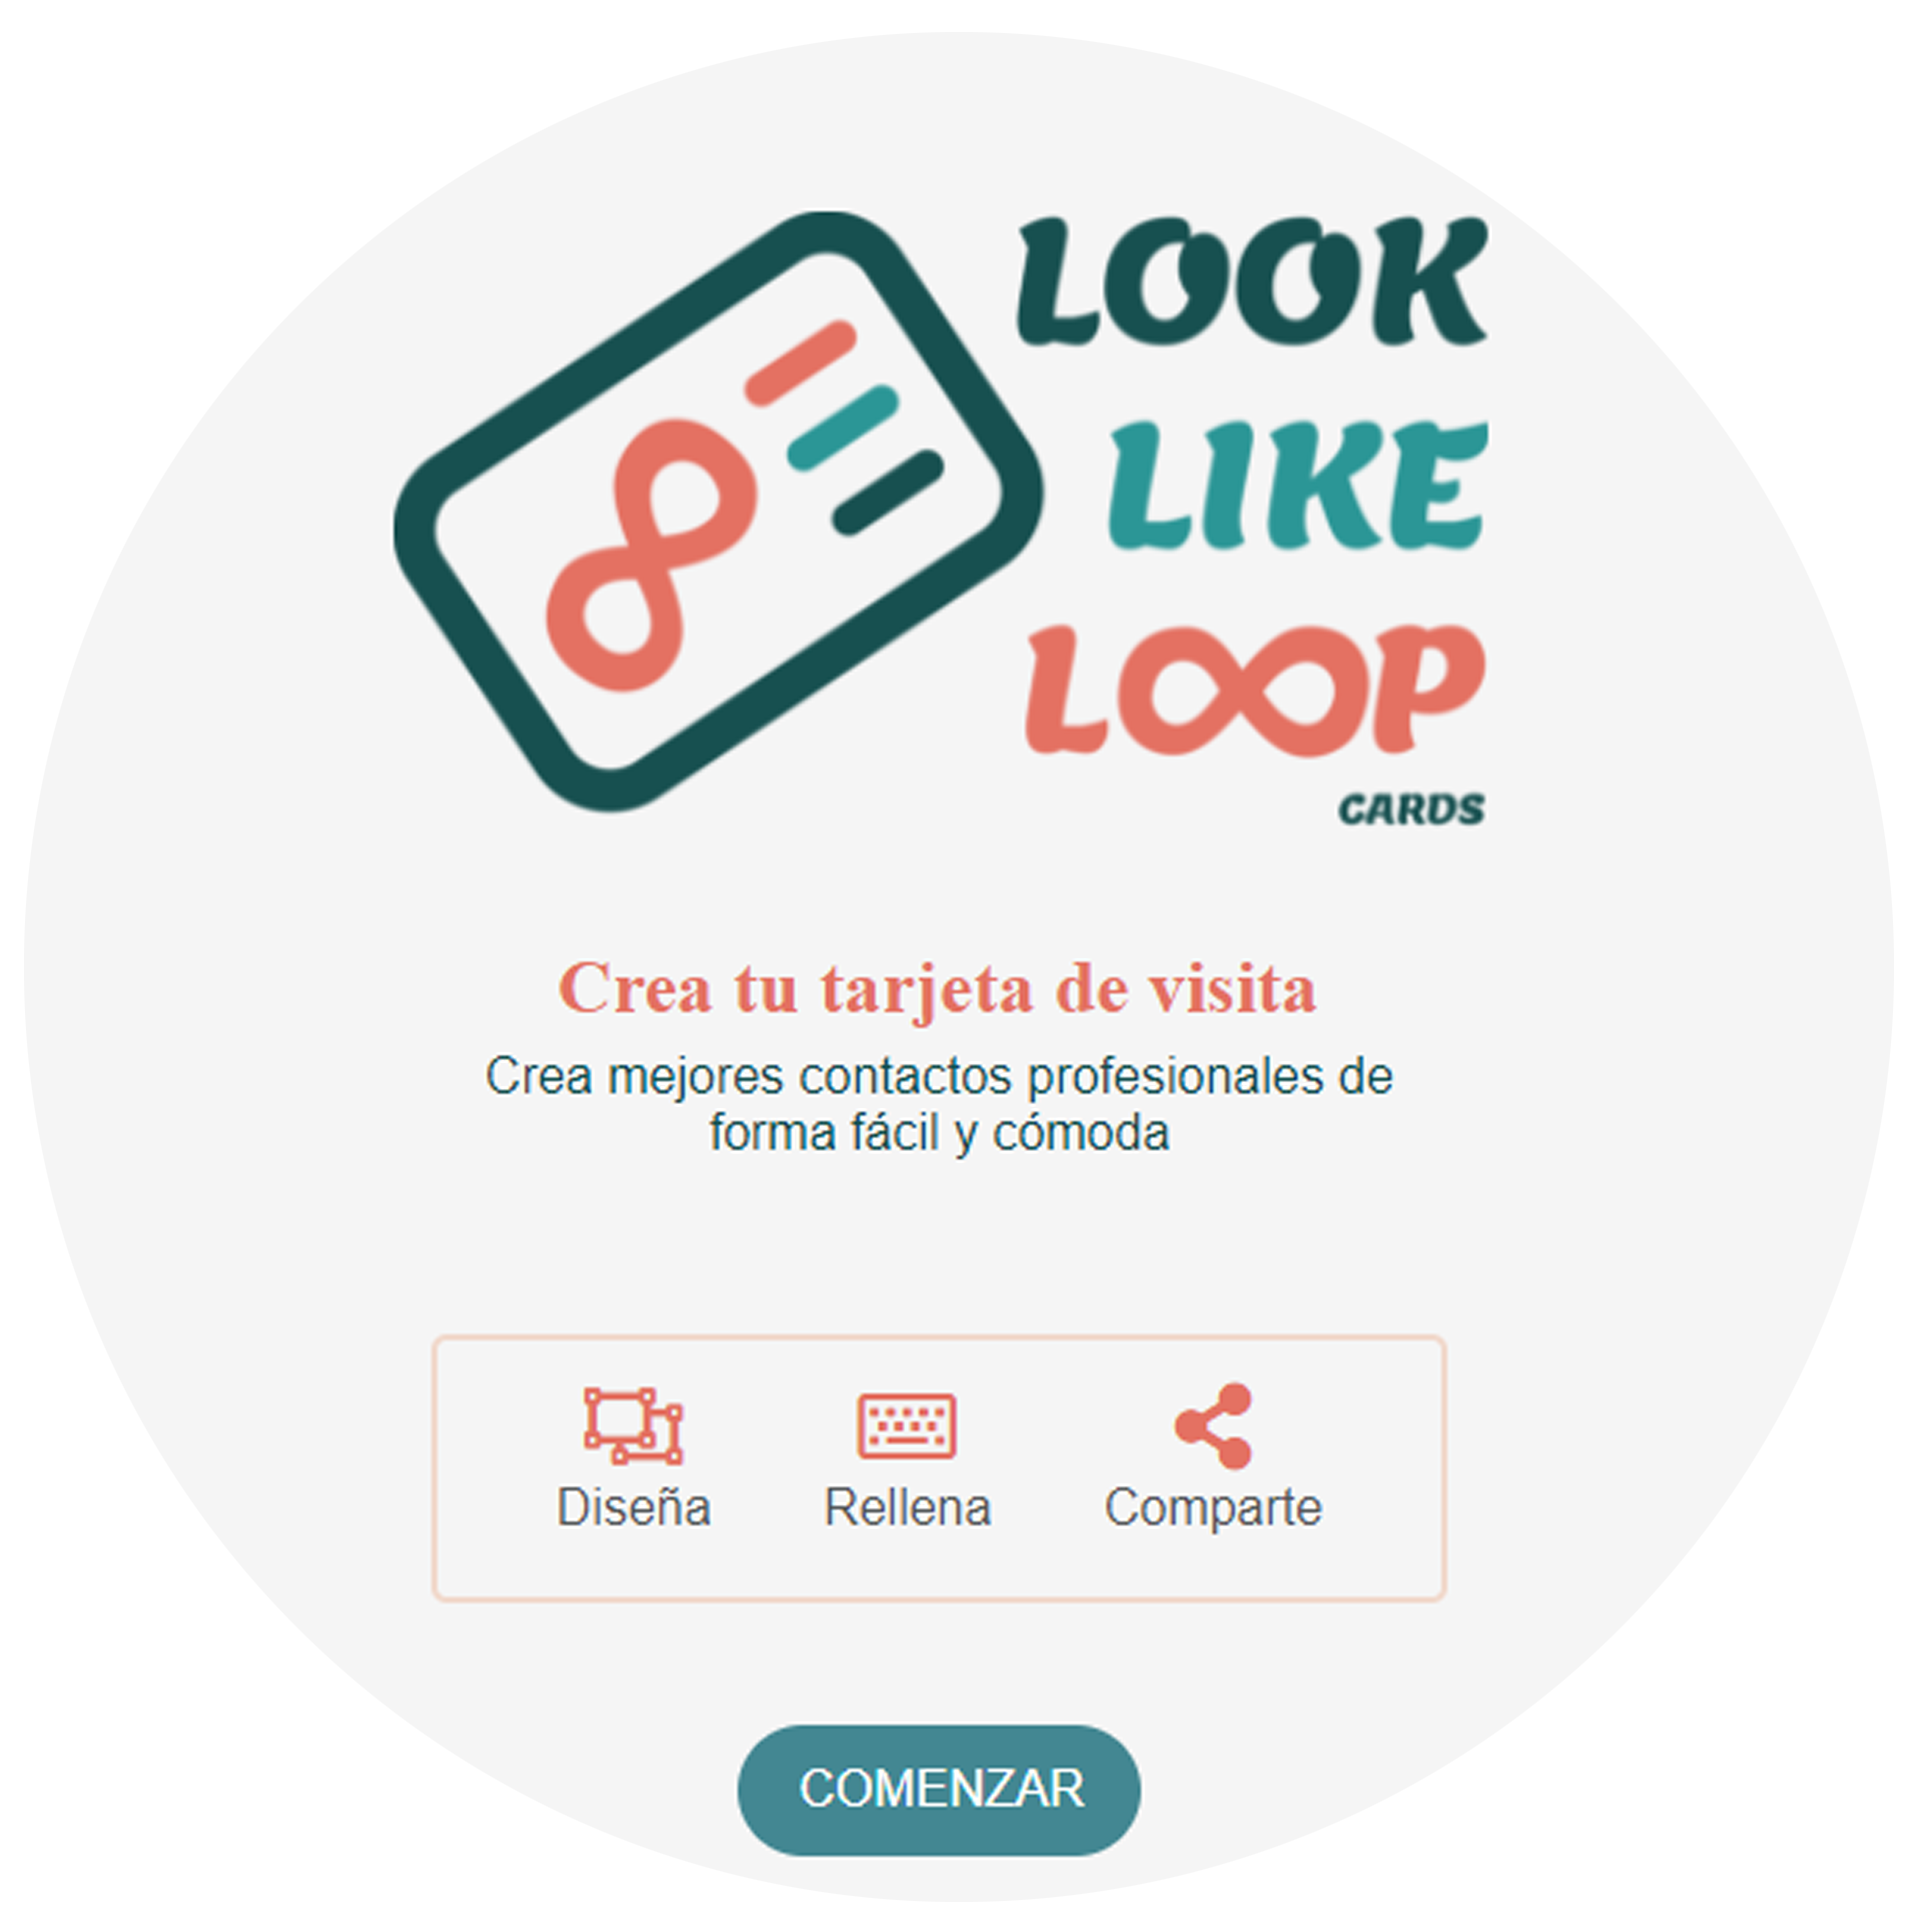 LOOK
LIKE
LOOP
CARDS
Crea tu tarjeta de visita
Crea mejores contactos profesionales de
forma fácil y cómoda
Diseña Rellena Comparte
COMENZAR